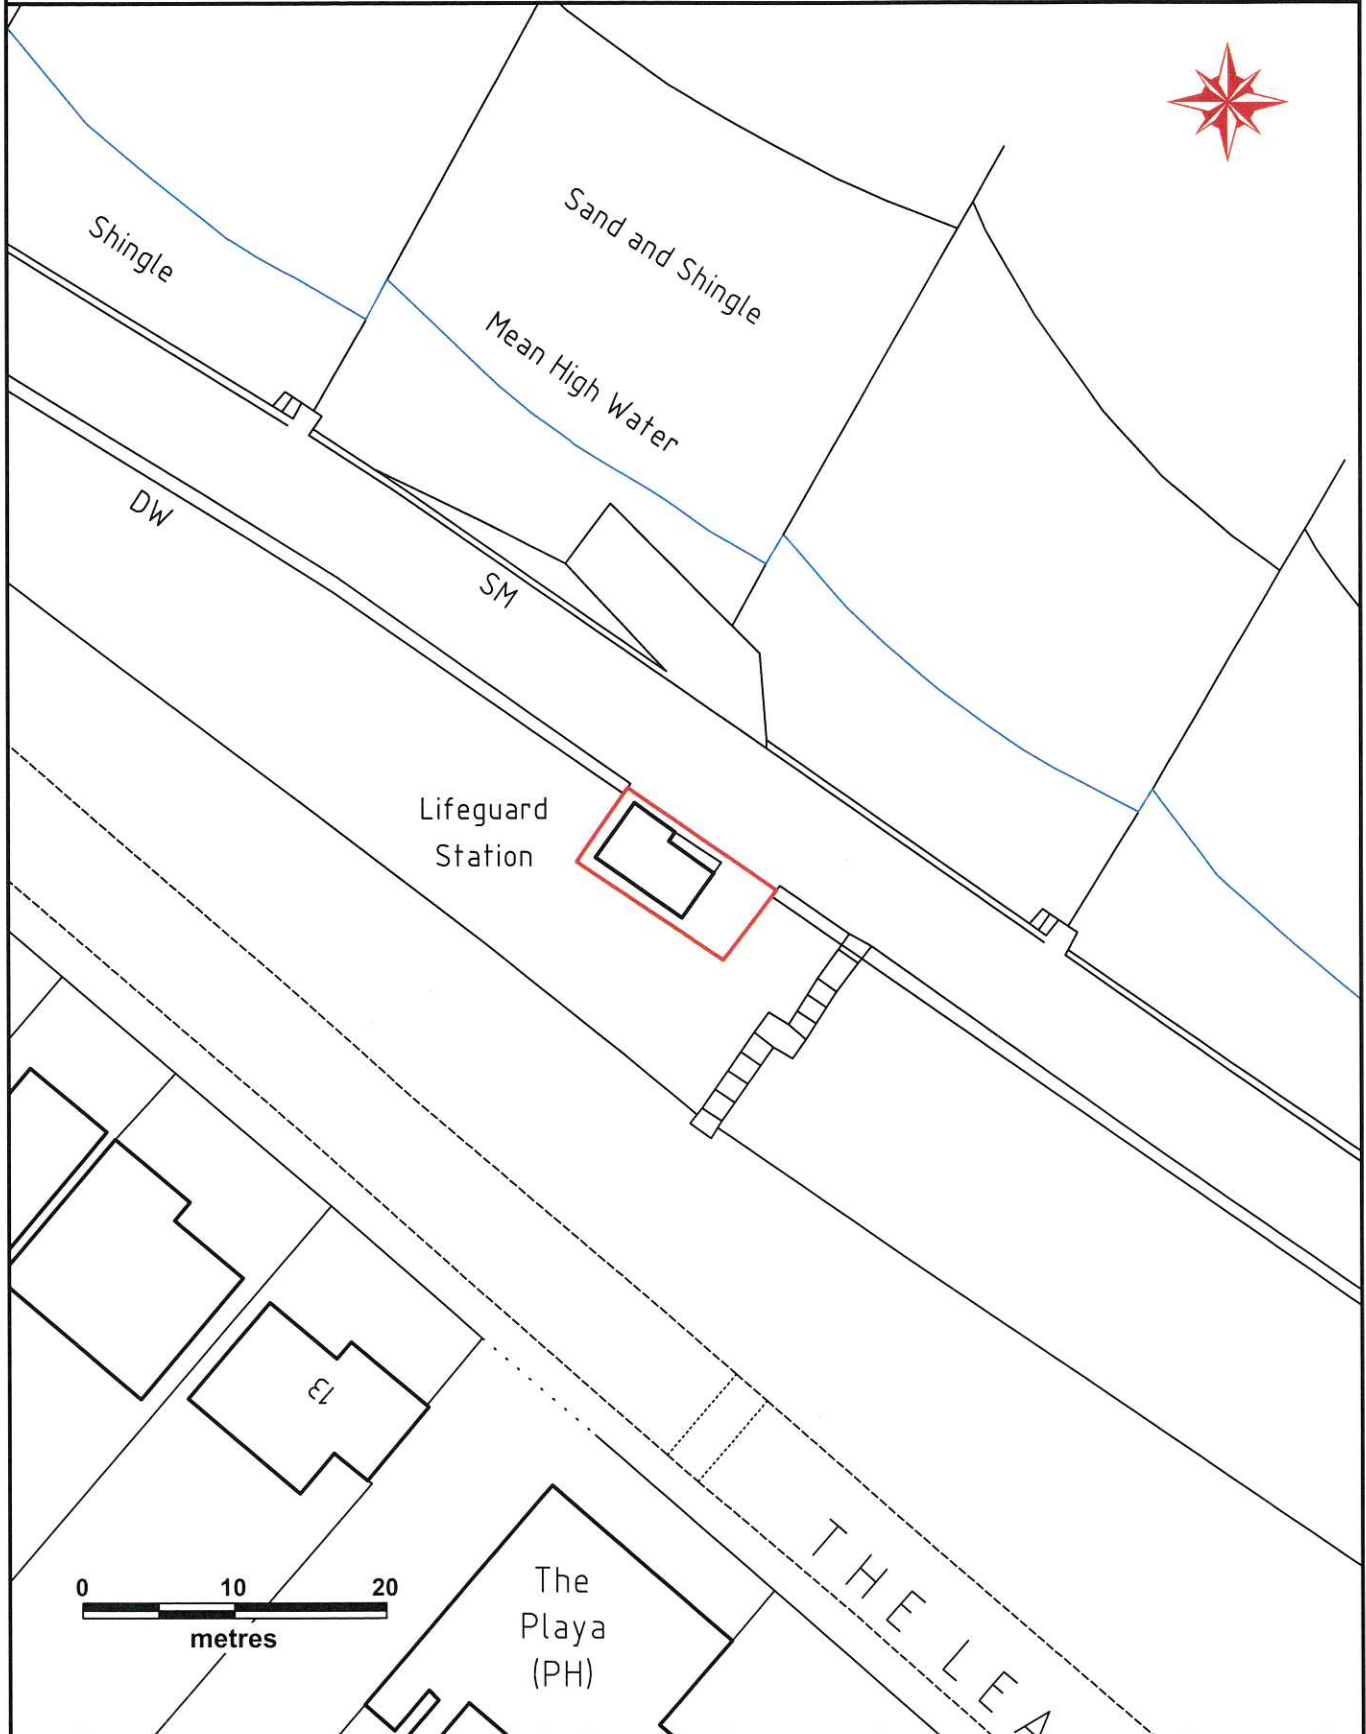 Shingle
Sand and Shingle
Mean High Water
DW
SM
Lifeguard
Station
13
0 10 20
metres
The
Playa
(PH)
THE LEA